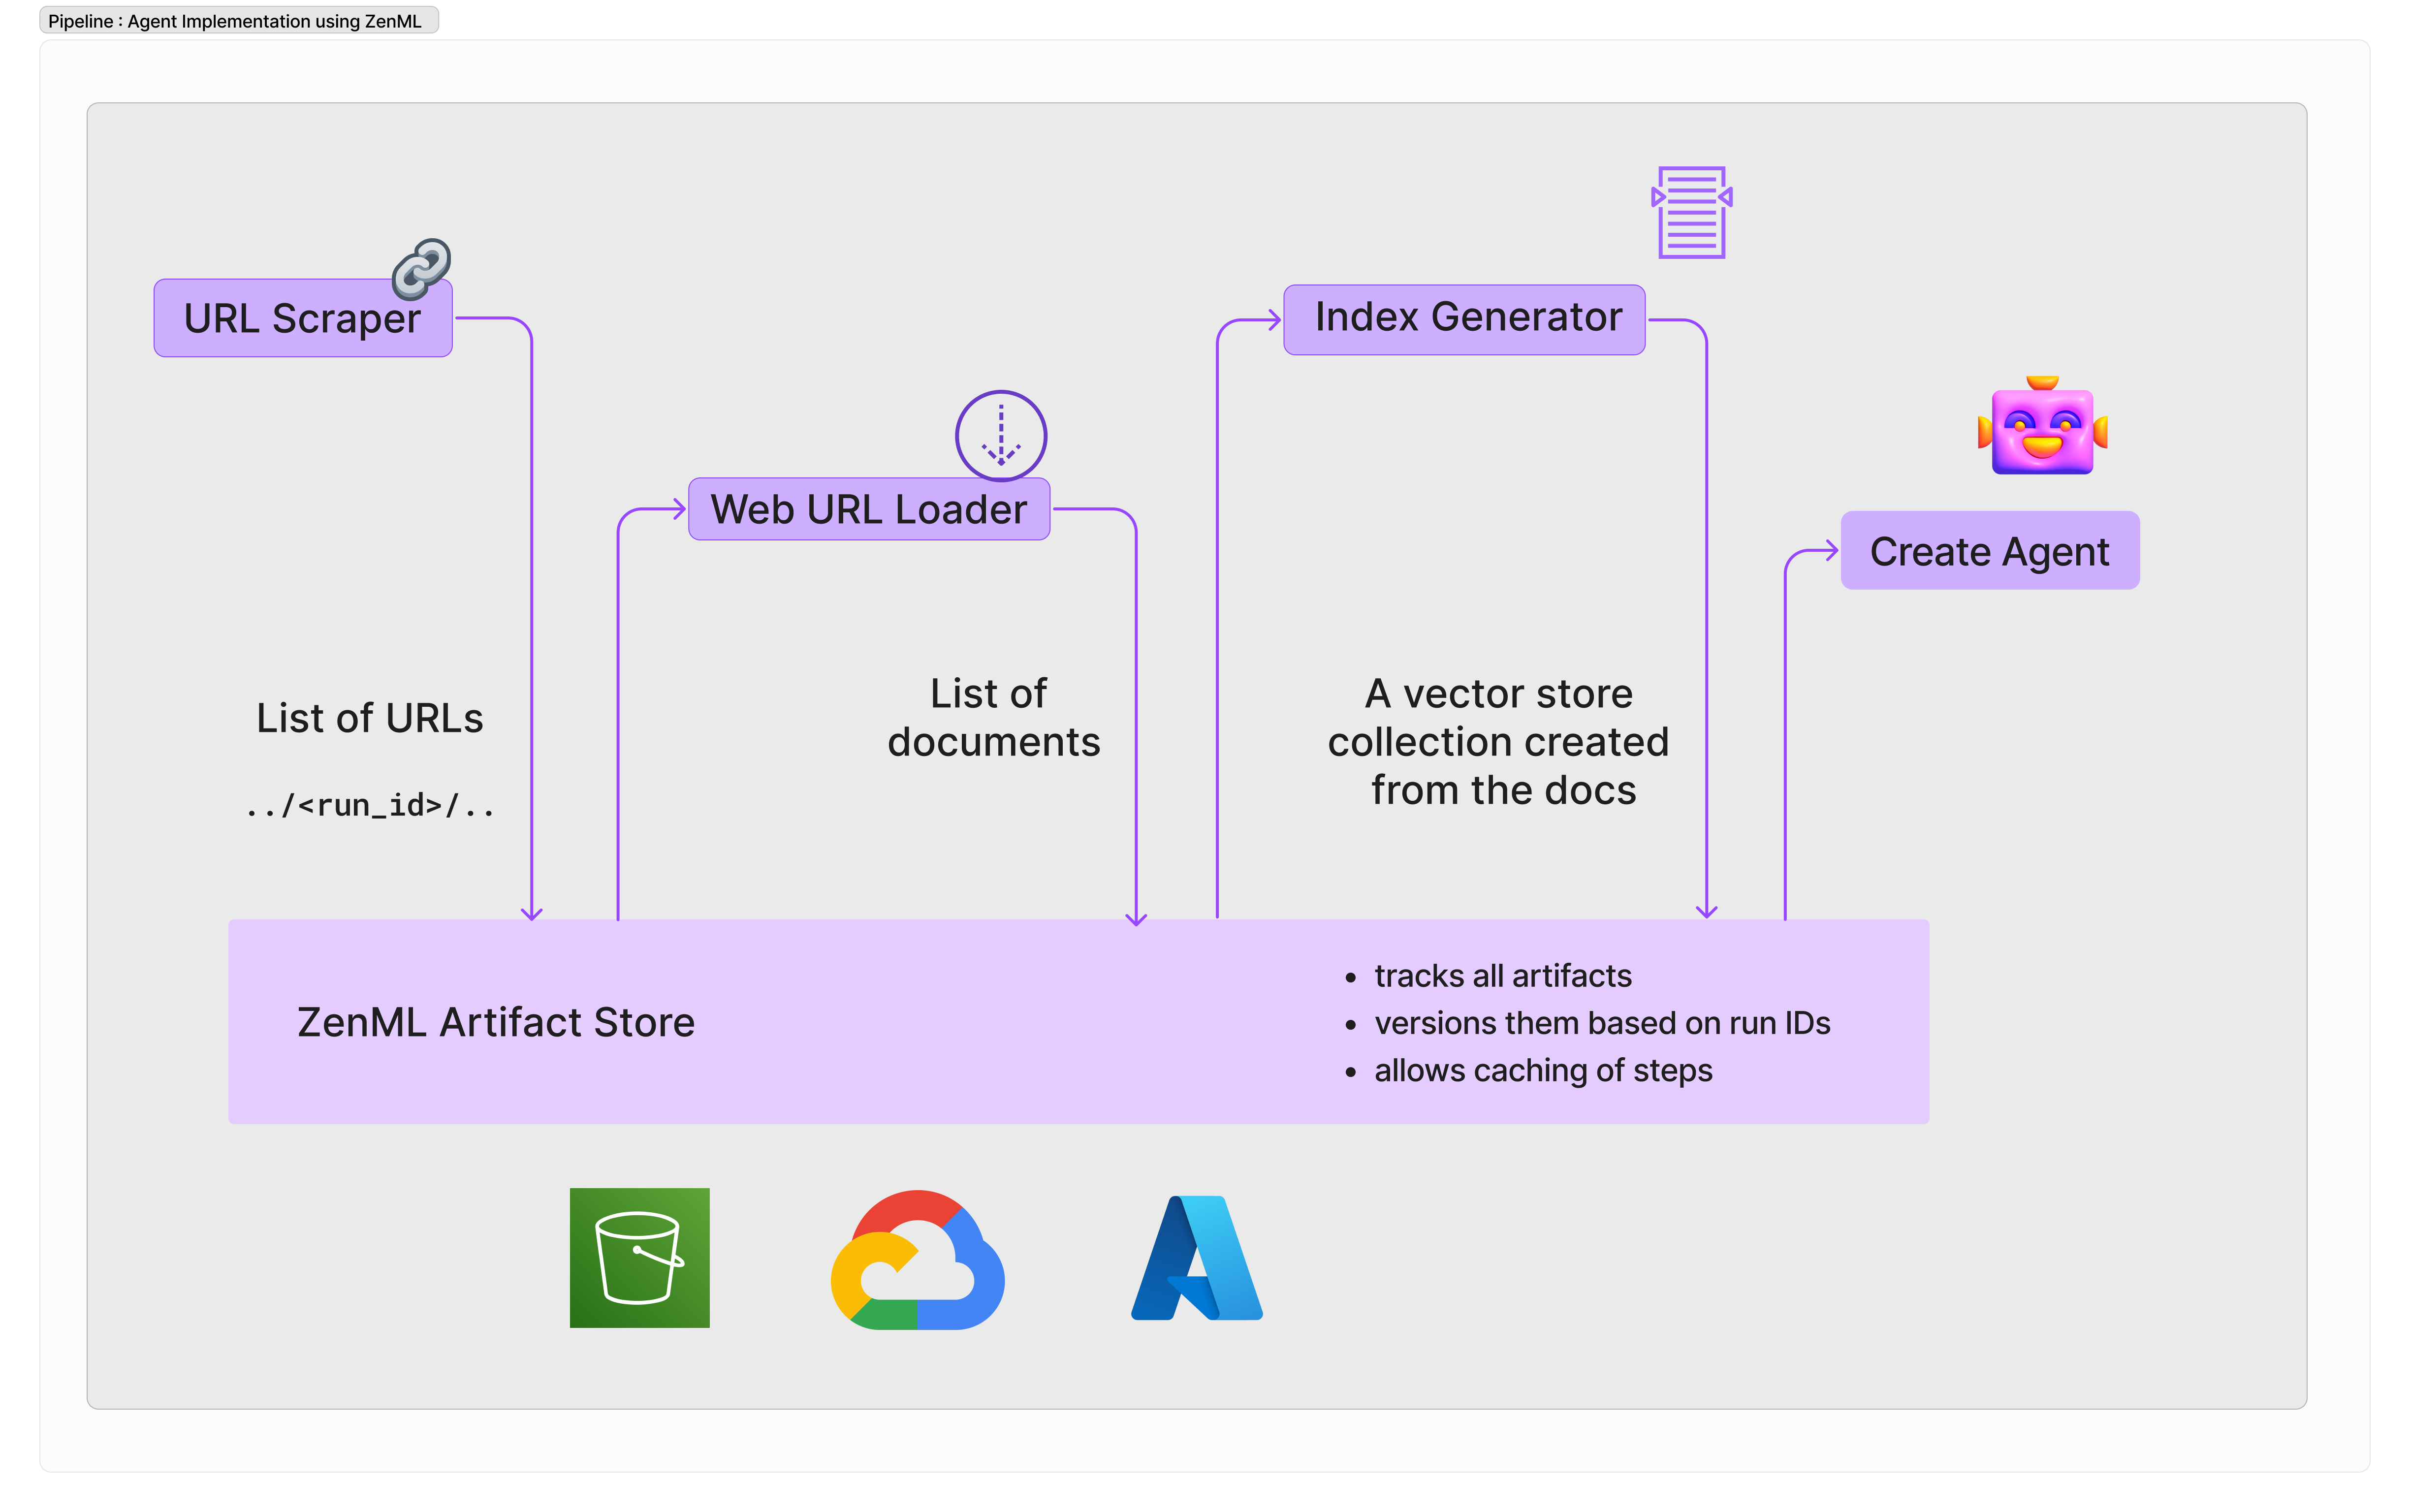 Pipeline : Agent Implementation using ZenML
URL Scraper
Index Generator
Web URL Loader
Create Agent
List of URLs
../<run_id>/..
List of
documents
A vector store
collection created
from the docs
ZenML Artifact Store
• tracks all artifacts
• versions them based on run IDs
• allows caching of steps